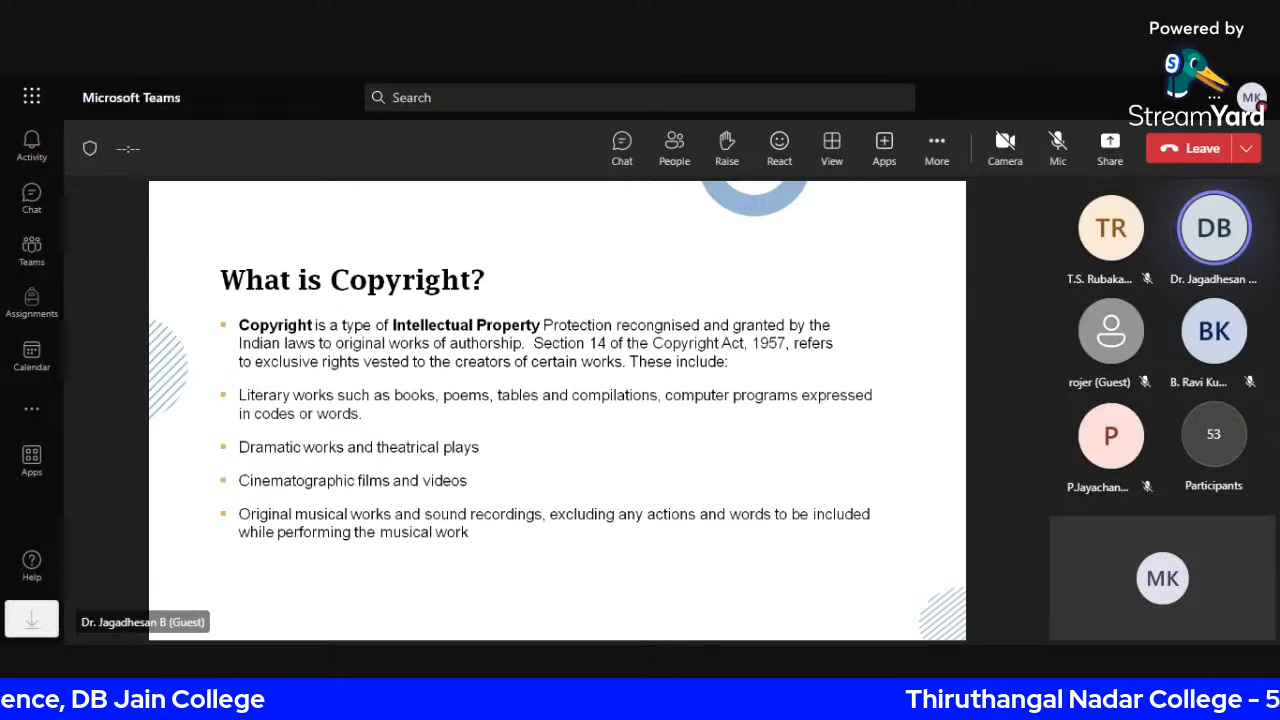 Powered by
StreamYard
Microsoft Teams
Search
MK
--:--
Chat
People
Raise
React
View
Apps
More
Camera
Mic
Share
Leave
Activity
Chat
Teams
Assignments
Calendar
Apps
Help
What is Copyright?
Copyright is a type of Intellectual Property Protection recongnised and granted by the
Indian laws to original works of authorship. Section 14 of the Copyright Act, 1957, refers
to exclusive rights vested to the creators of certain works. These include:
Literary works such as books, poems, tables and compilations, computer programs expressed
in codes or words.
Dramatic works and theatrical plays
Cinematographic films and videos
Original musical works and sound recordings, excluding any actions and words to be included
while performing the musical work
Dr. Jagadhesan B (Guest)
TR
T.S. Rubaka...
DB
Dr. Jagadhesan ...
rojer (Guest)
BK
B. Ravi Ku...
P
P.Jayachan...
53
Participants
MK
ence, DB Jain College
Thiruthangal Nadar College - 5